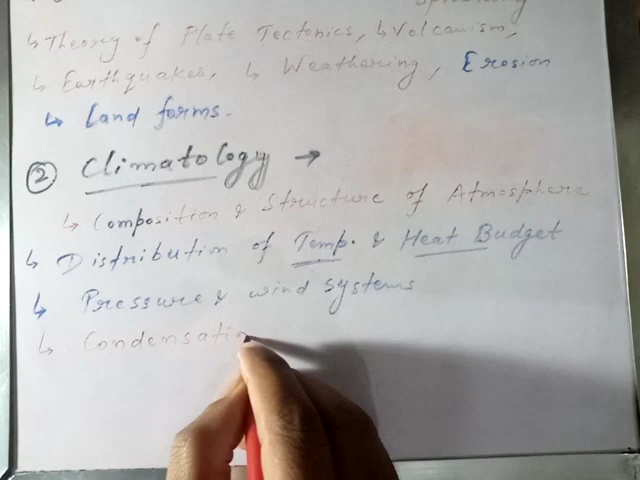 ↳ Theory of Plate Tectonics, ↳ Volcanism,
↳ Earthquakes, ↳ Weathering, Erosion
↳ Land forms.
② Climatology →
↳ Composition & Structure of Atmosphere
↳ Distribution of Temp. & Heat Budget
↳ Pressure & wind systems
↳ Condensatin